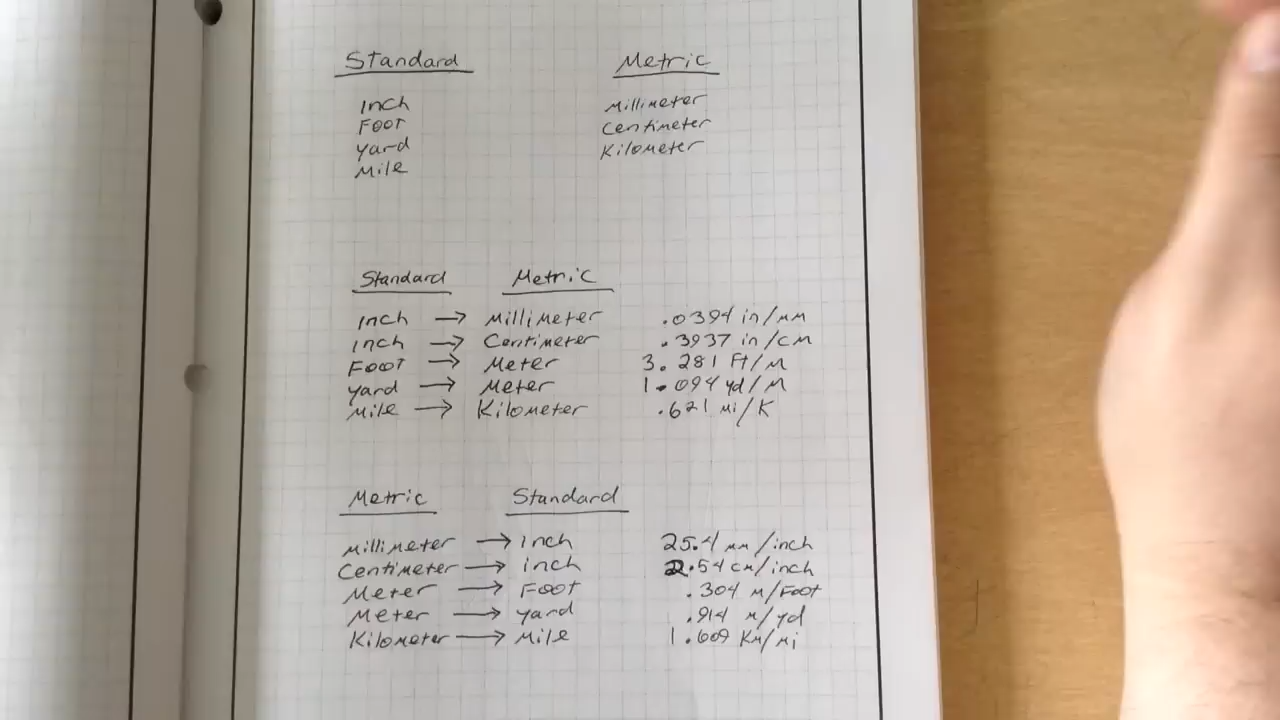 Standard Metric
Inch Millimeter
Foot Centimeter
Yard Kilometer
Mile
Standard Metric
Inch → Millimeter .0394 in/mm
Inch → Centimeter .3937 in/cm
Foot → Meter 3.281 Ft/M
Yard → Meter 1.094 yd/M
Mile → Kilometer .621 mi/K
Metric Standard
Millimeter → Inch 25.4 mm/inch
Centimeter → Inch 2.54 cm/inch
Meter → Foot .304 m/Foot
Meter → Yard .914 m/yd
Kilometer → Mile 1.609 Km/mi